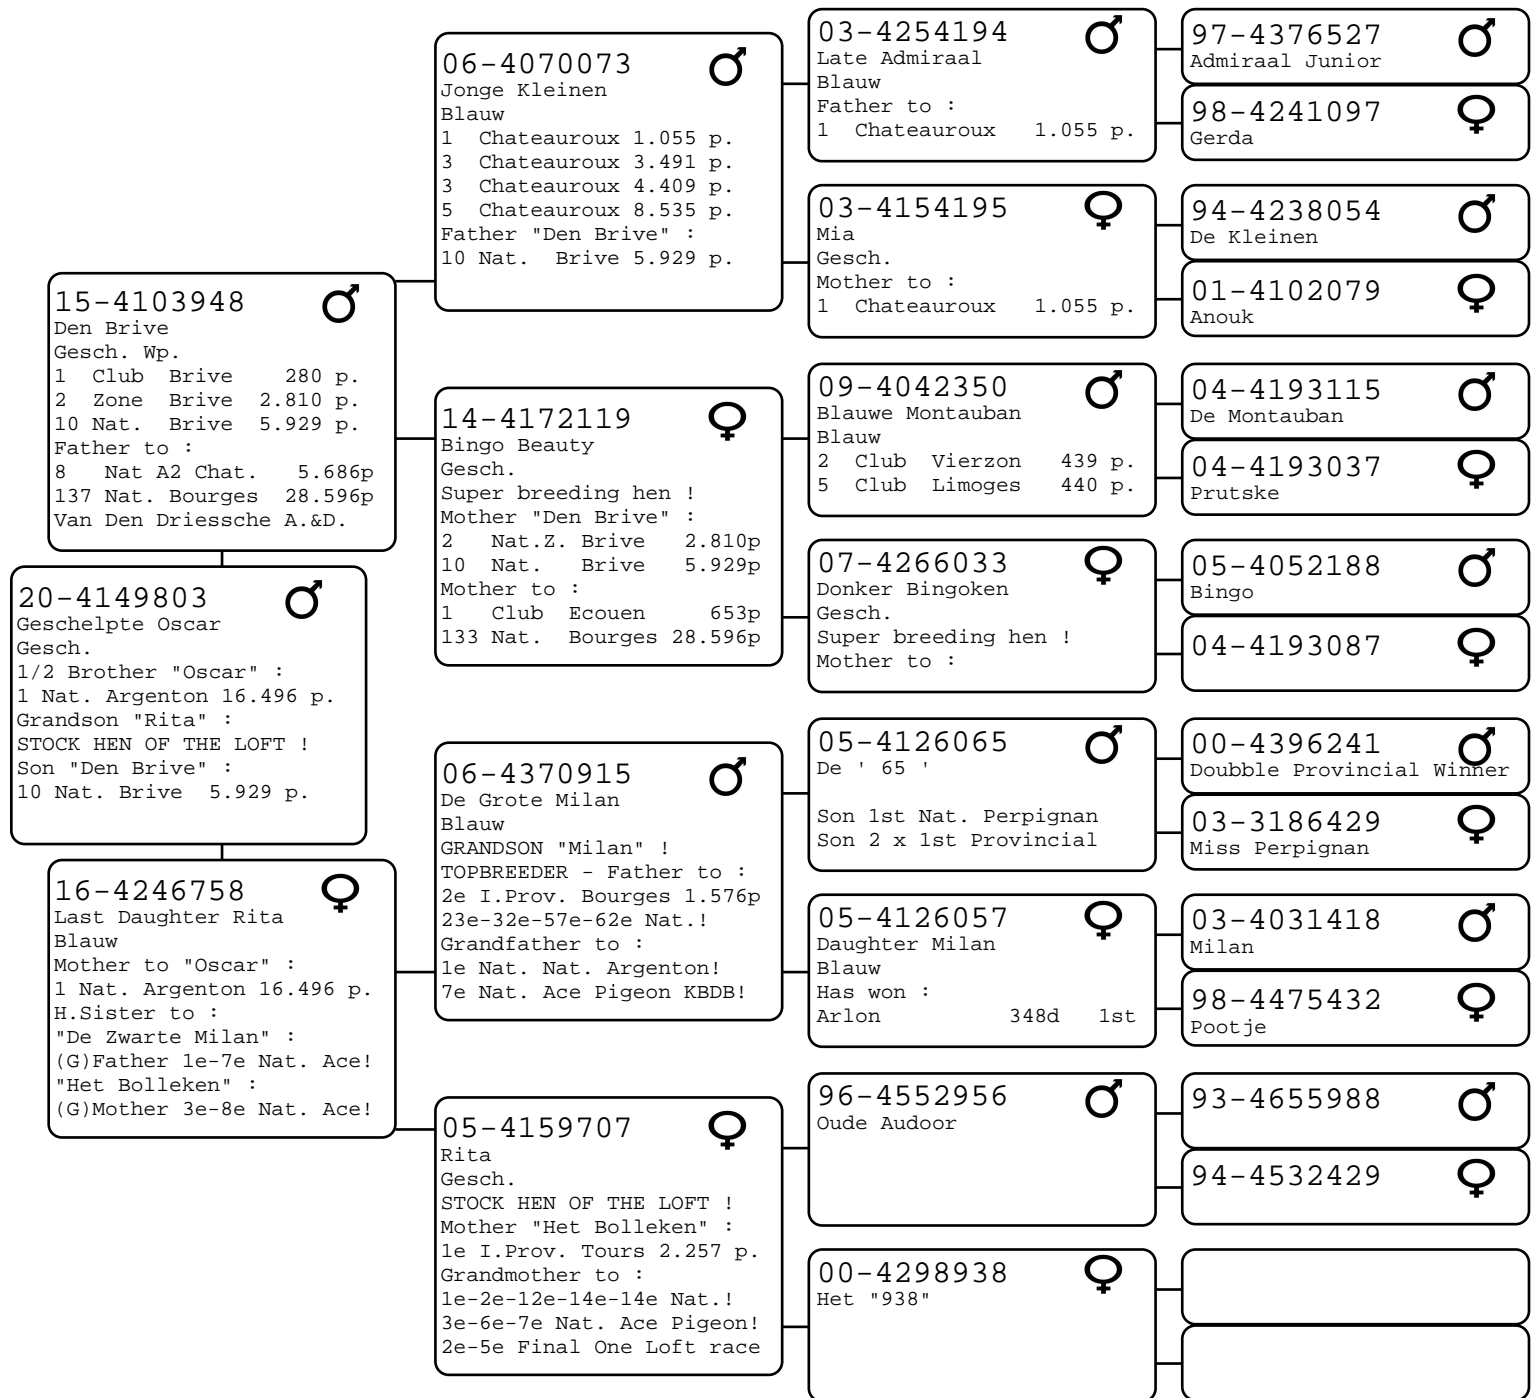 20-4149803
Geschelpte Oscar
Gesch.
1/2 Brother "Oscar" :
1 Nat. Argenton 16.496 p.
Grandson "Rita" :
STOCK HEN OF THE LOFT !
Son "Den Brive" :
10 Nat. Brive  5.929 p.
15-4103948
Den Brive
Gesch. Wp.
1  Club  Brive    280 p.
2  Zone  Brive  2.810 p.
10 Nat.  Brive  5.929 p.
Father to :
8   Nat A2 Chat.   5.686p
137 Nat. Bourges  28.596p
Van Den Driessche A.&D.
16-4246758
Last Daughter Rita
Blauw
Mother to "Oscar" :
1 Nat. Argenton 16.496 p.
H.Sister to :
"De Zwarte Milan" :
(G)Father 1e-7e Nat. Ace!
"Het Bolleken" :
(G)Mother 3e-8e Nat. Ace!
06-4070073
Jonge Kleinen
Blauw
1  Chateauroux 1.055 p.
3  Chateauroux 3.491 p.
3  Chateauroux 4.409 p.
5  Chateauroux 8.535 p.
Father "Den Brive" :
10 Nat.  Brive 5.929 p.
14-4172119
Bingo Beauty
Gesch.
Super breeding hen !
Mother "Den Brive" :
2   Nat.Z. Brive   2.810p
10  Nat.   Brive   5.929p
Mother to :
1   Club  Ecouen     653p
133 Nat.  Bourges 28.596p
06-4370915
De Grote Milan
Blauw
GRANDSON "Milan" !
TOPBREEDER - Father to :
2e I.Prov. Bourges 1.576p
23e-32e-57e-62e Nat.!
Grandfather to :
1e Nat. Nat. Argenton!
7e Nat. Ace Pigeon KBDB!
05-4159707
Rita
Gesch.
STOCK HEN OF THE LOFT !
Mother "Het Bolleken" :
1e I.Prov. Tours 2.257 p.
Grandmother to :
1e-2e-12e-14e-14e Nat.!
3e-6e-7e Nat. Ace Pigeon!
2e-5e Final One Loft race
03-4254194
Late Admiraal
Blauw
Father to :
1  Chateauroux   1.055 p.
03-4154195
Mia
Gesch.
Mother to :
1  Chateauroux   1.055 p.
09-4042350
Blauwe Montauban
Blauw
2  Club  Vierzon   439 p.
5  Club  Limoges   440 p.
07-4266033
Donker Bingoken
Gesch.
Super breeding hen !
Mother to :
05-4126065
De ' 65 '
Son 1st Nat. Perpignan
Son 2 x 1st Provincial
05-4126057
Daughter Milan
Blauw
Has won :
Arlon          348d   1st
96-4552956
Oude Audoor
00-4298938
Het "938"
97-4376527
Admiraal Junior
98-4241097
Gerda
94-4238054
De Kleinen
01-4102079
Anouk
04-4193115
De Montauban
04-4193037
Prutske
05-4052188
Bingo
04-4193087
00-4396241
Doubble Provincial Winner
03-3186429
Miss Perpignan
03-4031418
Milan
98-4475432
Pootje
93-4655988
94-4532429